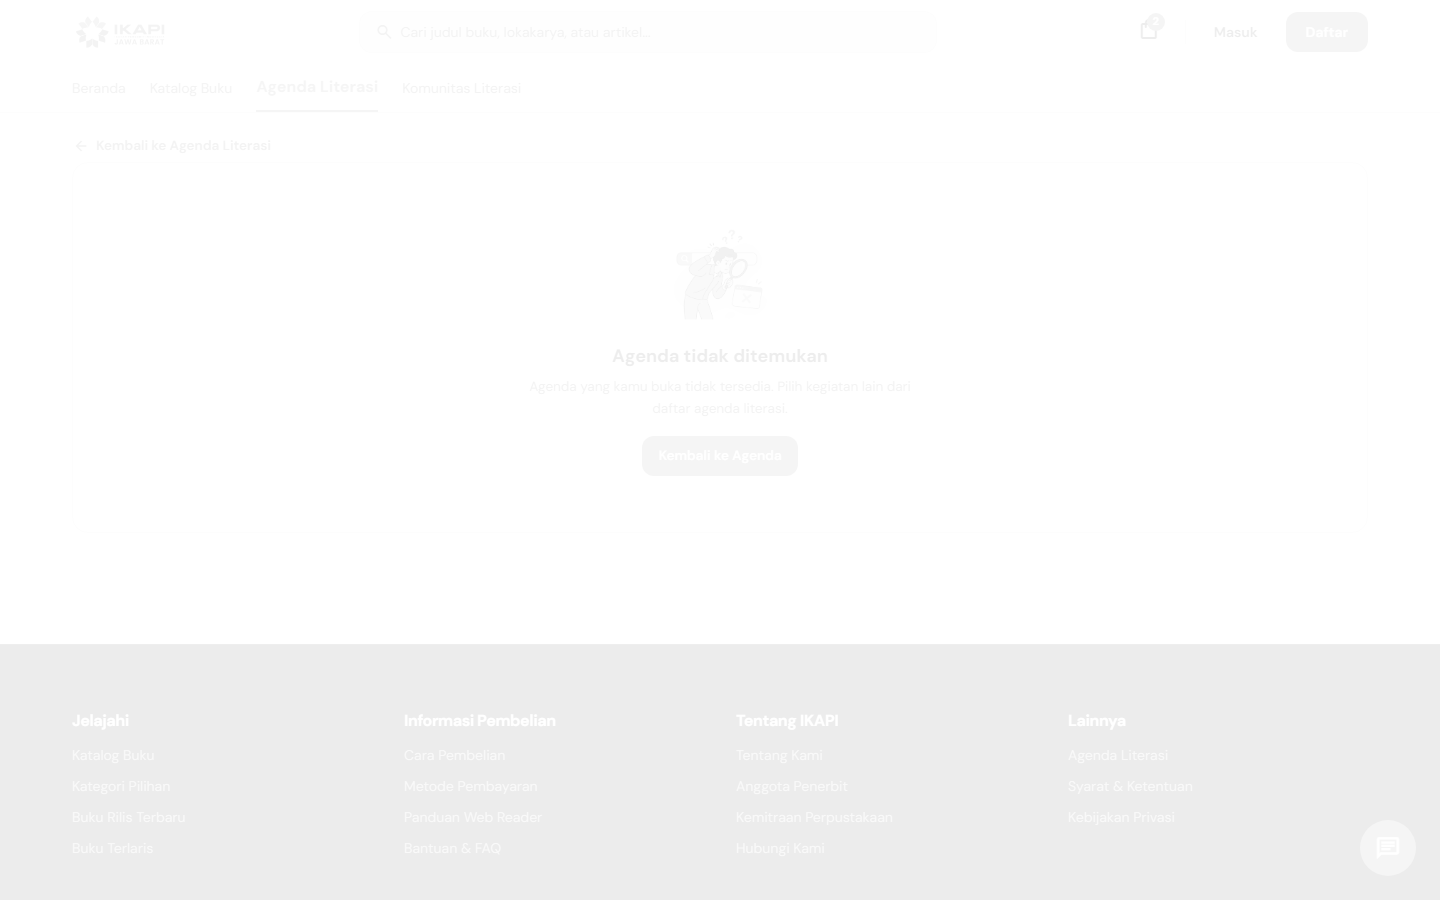 IKAPI
JAWA BARAT
Cari judul buku, lokakarya, atau artikel...
2
Masuk
Daftar
Beranda
Katalog Buku
Agenda Literasi
Komunitas Literasi
Kembali ke Agenda Literasi
Agenda tidak ditemukan
Agenda yang kamu buka tidak tersedia. Pilih kegiatan lain dari
daftar agenda literasi.
Kembali ke Agenda
Jelajahi
Katalog Buku
Kategori Pilihan
Buku Rilis Terbaru
Buku Terlaris
Informasi Pembelian
Cara Pembelian
Metode Pembayaran
Panduan Web Reader
Bantuan & FAQ
Tentang IKAPI
Tentang Kami
Anggota Penerbit
Kemitraan Perpustakaan
Hubungi Kami
Lainnya
Agenda Literasi
Syarat & Ketentuan
Kebijakan Privasi